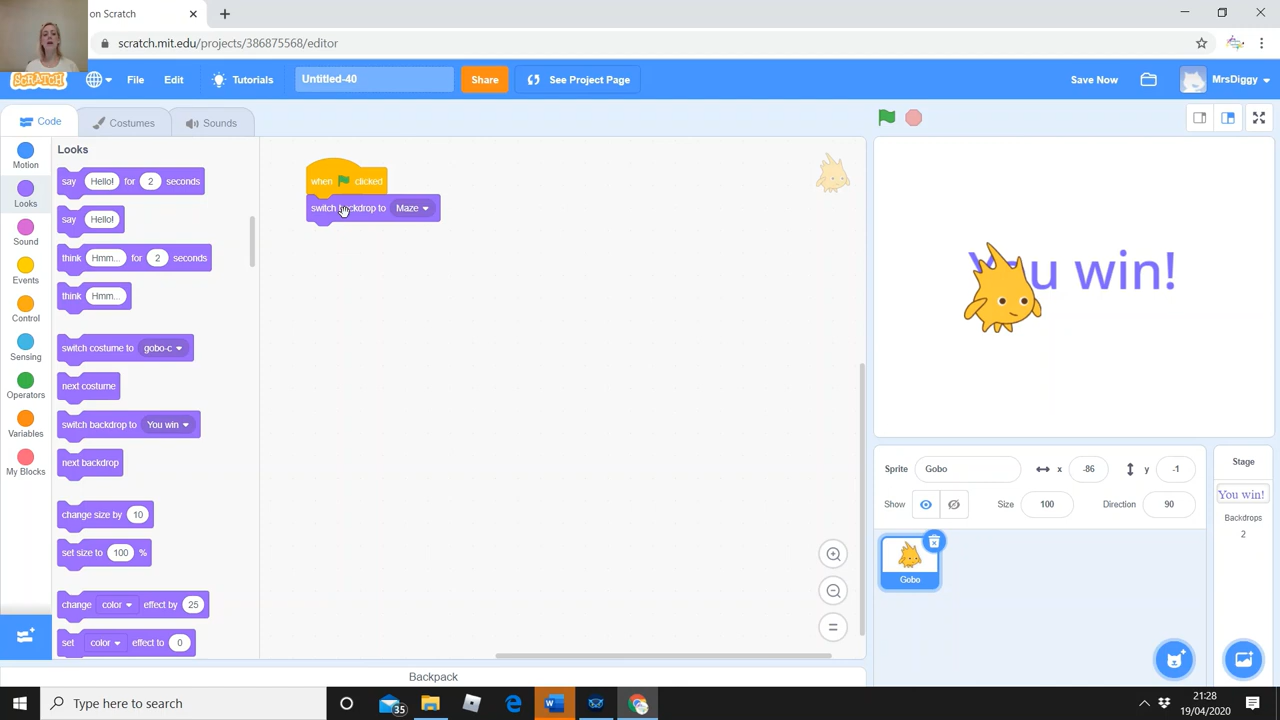 on Scratch
scratch.mit.edu/projects/386875568/editor
SCRATCH File Edit Tutorials Untitled-40 Share See Project Page Save Now MrsDiggy
Code Costumes Sounds
Motion
Looks
Sound
Events
Control
Sensing
Operators
Variables
My Blocks
Looks
say Hello! for 2 seconds
say Hello!
think Hmm... for 2 seconds
think Hmm...
switch costume to gobo-c
next costume
switch backdrop to You win
next backdrop
change size by 10
set size to 100 %
change color effect by 25
set color effect to 0
when clicked
switch backdrop to Maze
You win!
Sprite Gobo x -86 y -1
Show Size 100 Direction 90
Gobo
Stage
You win!
Backdrops
2
Backpack
Type here to search
35
21:28
19/04/2020